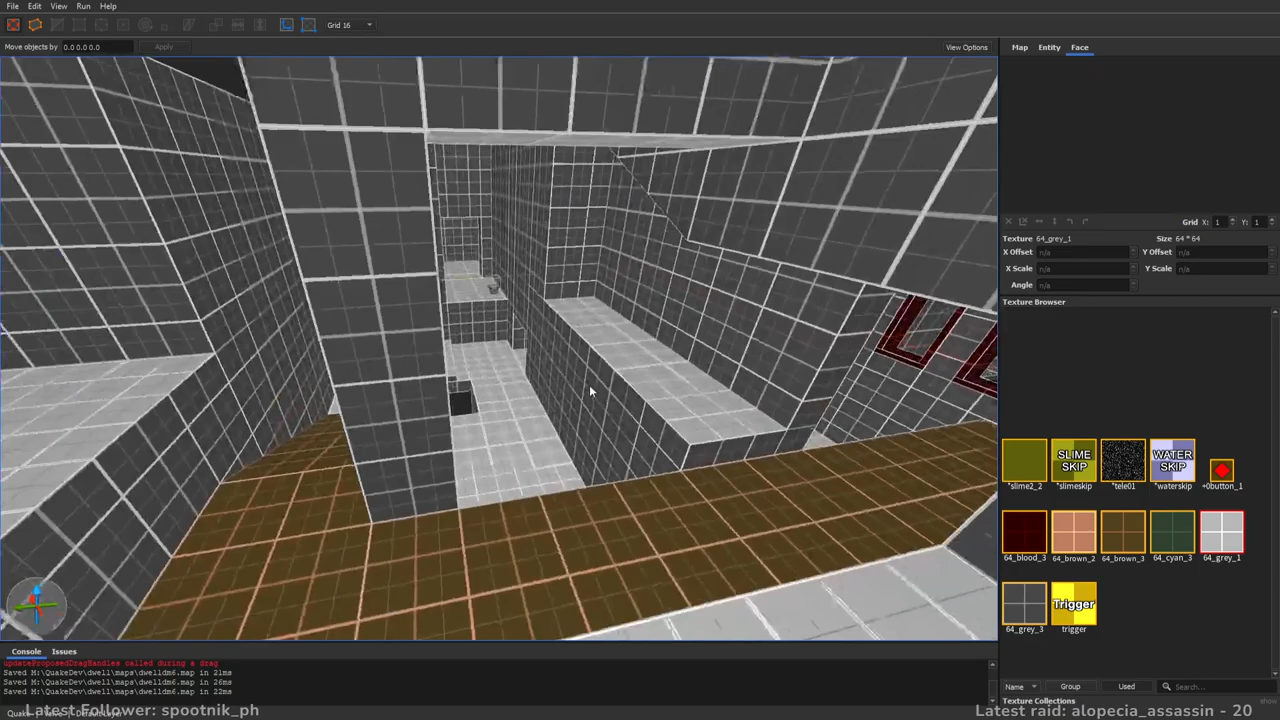 File Edit View Run Help
Grid 16
Move objects by 0.0 0.0 0.0 Apply View Options
Map Entity Face
Grid X: 1 Y: 1
Texture 64_grey_1 Size 64 * 64
X Offset n/a Y Offset n/a
X Scale n/a Y Scale n/a
Angle n/a
Texture Browser
SLIME SKIP
WATER SKIP
*slime2_2 *slimeskip *tele01 *waterskip +0button_1
64_blood_3 64_brown_2 64_brown_3 64_cyan_3 64_grey_1
Trigger
64_grey_3 trigger
Console Issues
updateProposedDragHandles called during a drag
Saved M:\QuakeDev\dwell\maps\dwelldm6.map in 21ms
Saved M:\QuakeDev\dwell\maps\dwelldm6.map in 26ms
Saved M:\QuakeDev\dwell\maps\dwelldm6.map in 22ms
Name Group Used Search...
Texture Collections show
Latest Follower: spootnik_ph
Latest raid: alopecia_assassin - 20